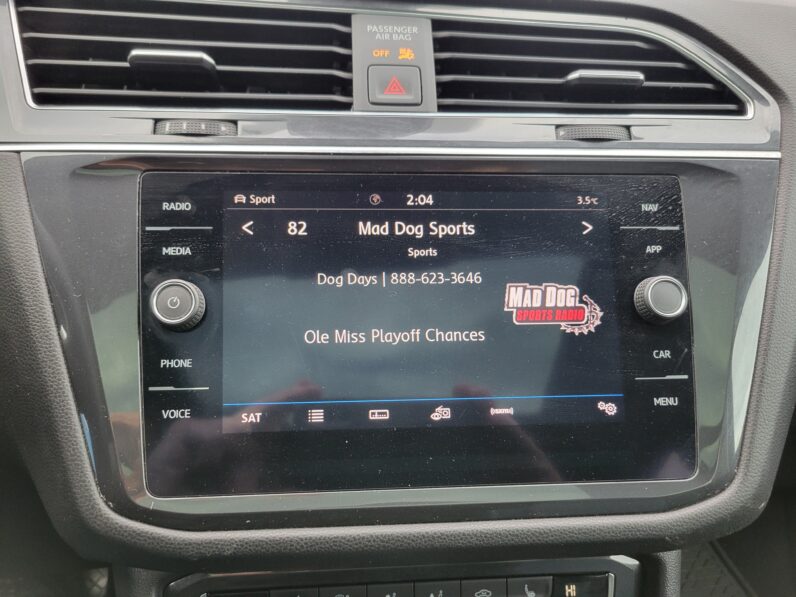 PASSENGER
AIR BAG
OFF
RADIO
MEDIA
PHONE
VOICE
Sport
2:04
3.5°C
< 82 Mad Dog Sports >
Sports
Dog Days | 888-623-3646
MAD DOG
SPORTS RADIO
Ole Miss Playoff Chances
SAT
NAV
APP
CAR
MENU
HI